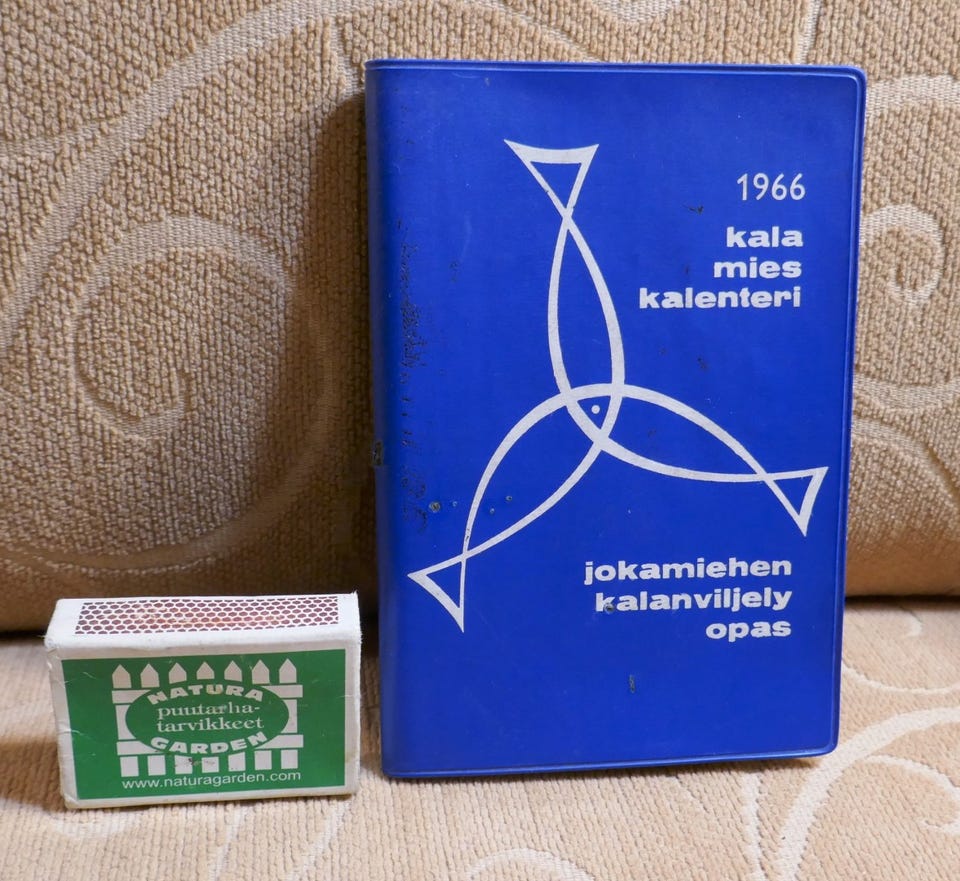 1966
kala
mies
kalenteri
jokamiehen
kalanviljely
opas
NATURA
puutarha-
tarvikkeet
GARDEN
www.naturagarden.com